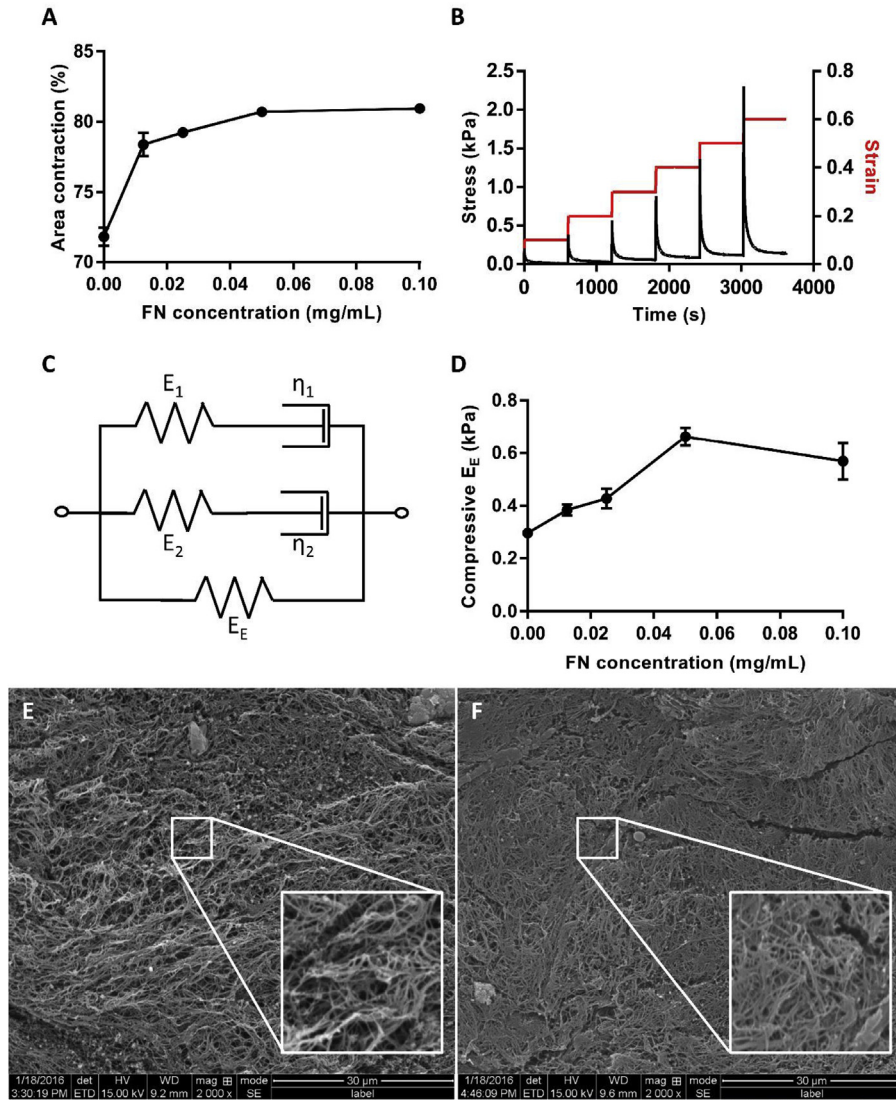 A
Area contraction (%)
85
80
75
70
0.00 0.02 0.04 0.06 0.08 0.10
FN concentration (mg/mL)
B
Stress (kPa)
2.5
2.0
1.5
1.0
0.5
0.0
0.8
0.6
0.4
0.2
0.0
Strain
0 1000 2000 3000 4000
Time (s)
C
E1 η1
E2 η2
EE
D
Compressive EE (kPa)
0.8
0.6
0.4
0.2
0.0
0.00 0.02 0.04 0.06 0.08 0.10
FN concentration (mg/mL)
E
1/18/2016 det HV WD mag ⊞ mode 30 µm
3:30:19 PM ETD 15.00 kV 9.2 mm 2 000 x SE label
F
1/18/2016 det HV WD mag ⊞ mode 30 µm
4:46:09 PM ETD 15.00 kV 9.6 mm 2 000 x SE label